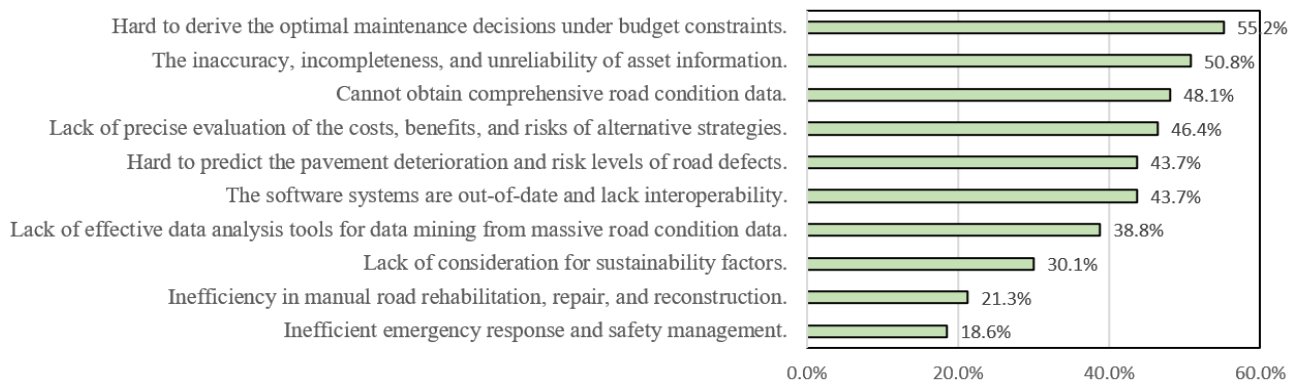 Hard to derive the optimal maintenance decisions under budget constraints. 55.2%
The inaccuracy, incompleteness, and unreliability of asset information. 50.8%
Cannot obtain comprehensive road condition data. 48.1%
Lack of precise evaluation of the costs, benefits, and risks of alternative strategies. 46.4%
Hard to predict the pavement deterioration and risk levels of road defects. 43.7%
The software systems are out-of-date and lack interoperability. 43.7%
Lack of effective data analysis tools for data mining from massive road condition data. 38.8%
Lack of consideration for sustainability factors. 30.1%
Inefficiency in manual road rehabilitation, repair, and reconstruction. 21.3%
Inefficient emergency response and safety management. 18.6%
0.0% 20.0% 40.0% 60.0%